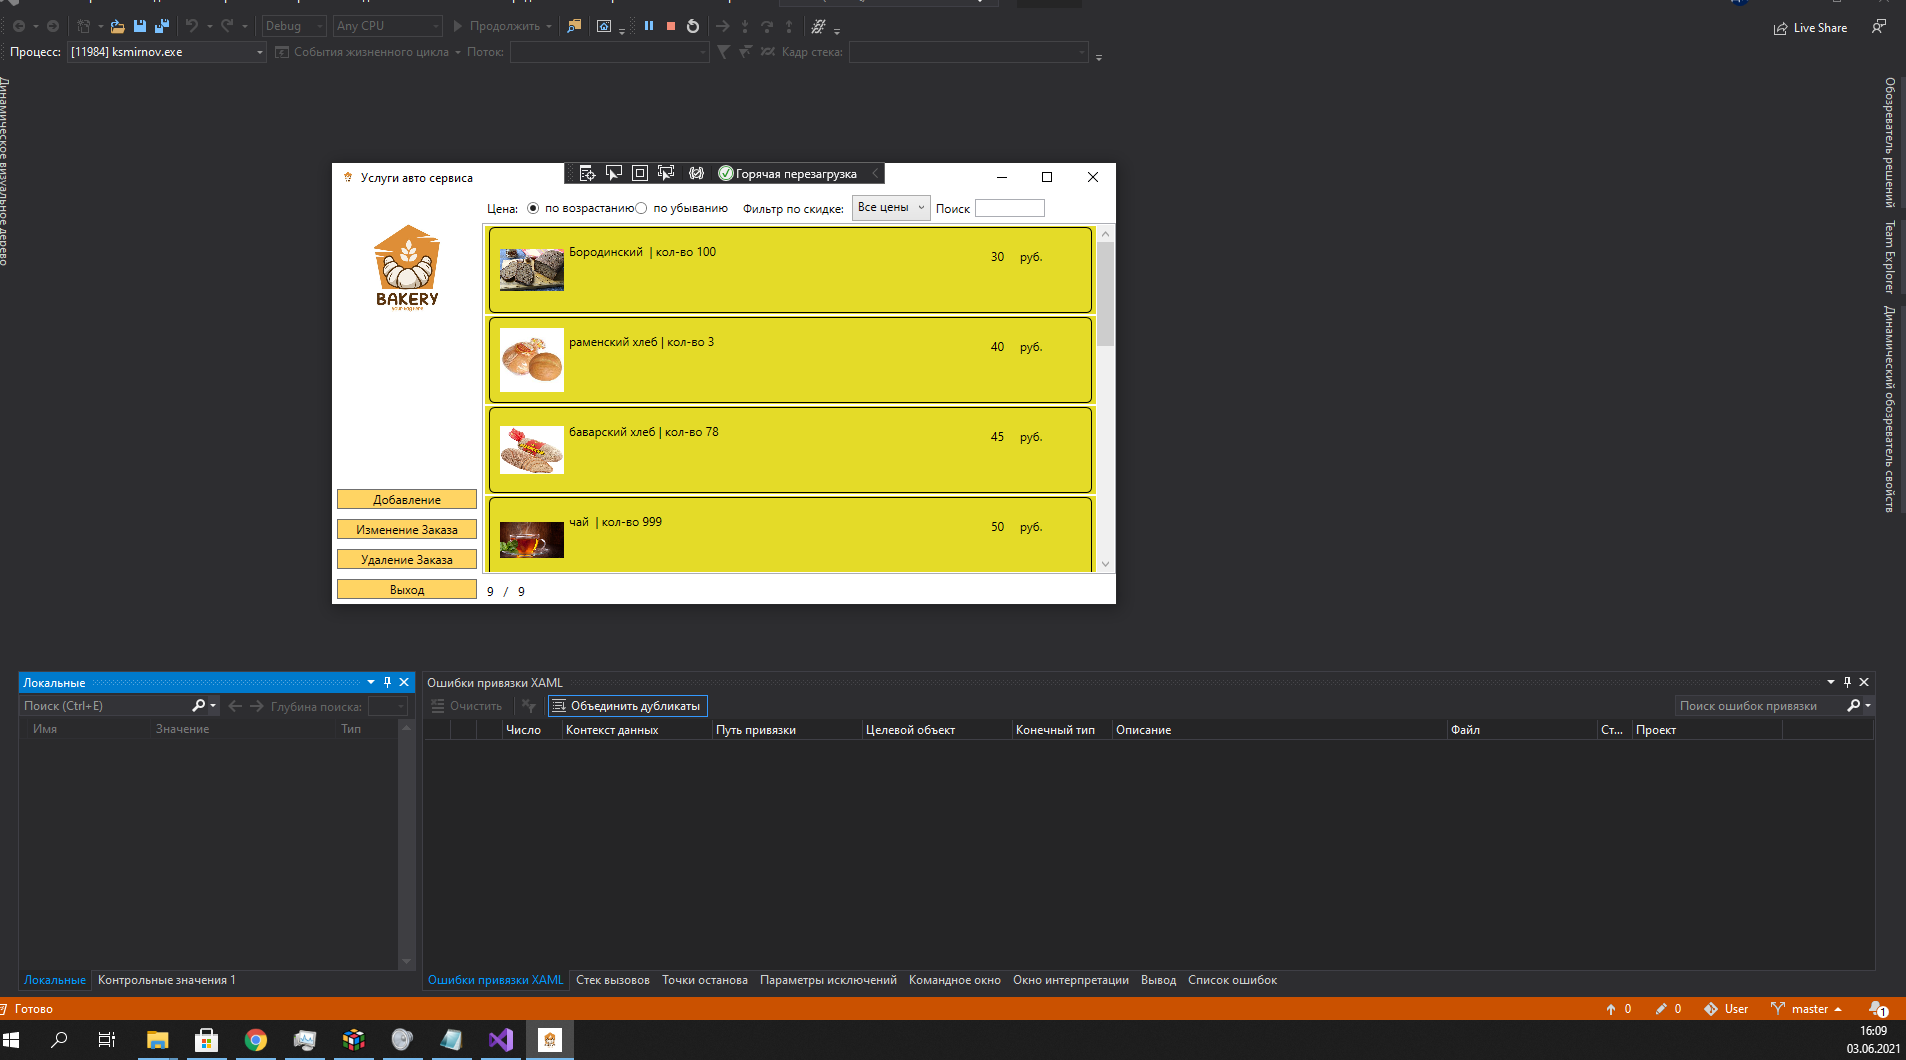 Debug
Any CPU
Продолжить
Live Share
Процесс:
[11984] ksmirnov.exe
События жизненного цикла
Поток:
Кадр стека:
Динамическое визуальное дерево
Обозреватель решений
Team Explorer
Динамический обозреватель свойств
Услуги авто сервиса
Горячая перезагрузка
Цена:
по возрастанию
по убыванию
Фильтр по скидке:
Все цены
Поиск
BAKERY
Бородинский | кол-во 100
30 руб.
раменский хлеб | кол-во 3
40 руб.
баварский хлеб | кол-во 78
45 руб.
чай | кол-во 999
50 руб.
Добавление
Изменение Заказа
Удаление Заказа
Выход
9 / 9
Локальные
Поиск (Ctrl+E)
Глубина поиска:
Имя
Значение
Тип
Ошибки привязки XAML
Очистить
Объединить дубликаты
Поиск ошибок привязки
Число
Контекст данных
Путь привязки
Целевой объект
Конечный тип
Описание
Файл
Ст...
Проект
Локальные
Контрольные значения 1
Ошибки привязки XAML
Стек вызовов
Точки останова
Параметры исключений
Командное окно
Окно интерпретации
Вывод
Список ошибок
Готово
0
0
User
master
1
16:09
03.06.2021